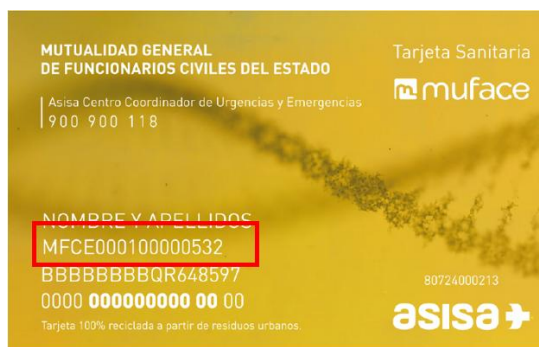 MUTUALIDAD GENERAL
DE FUNCIONARIOS CIVILES DEL ESTADO
Asisa Centro Coordinador de Urgencias y Emergencias
900 900 118
Tarjeta Sanitaria
muface
NOMBRE Y APELLIDOS
MFCE000100000532
BBBBBBBBQR648597
0000 000000000 00 00
Tarjeta 100% reciclada a partir de residuos urbanos.
80724000213
asisa+